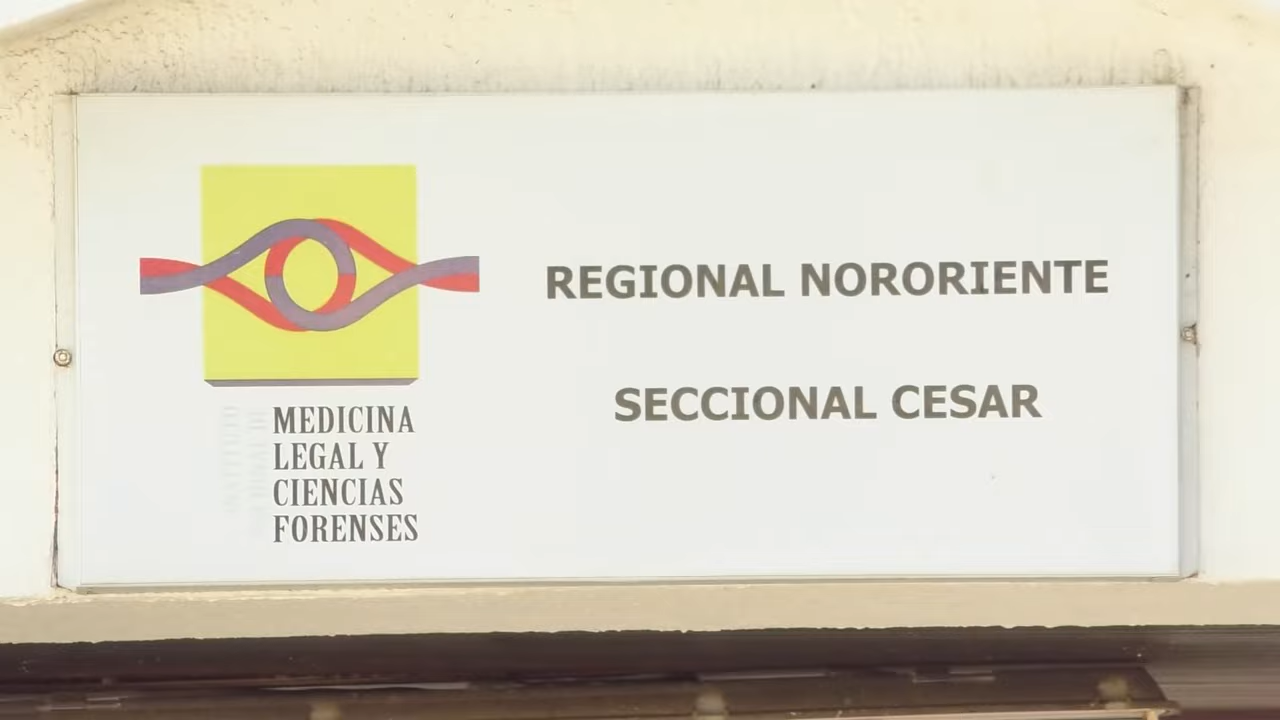 MEDICINA
LEGAL Y
CIENCIAS
FORENSES
REGIONAL NORORIENTE
SECCIONAL CESAR